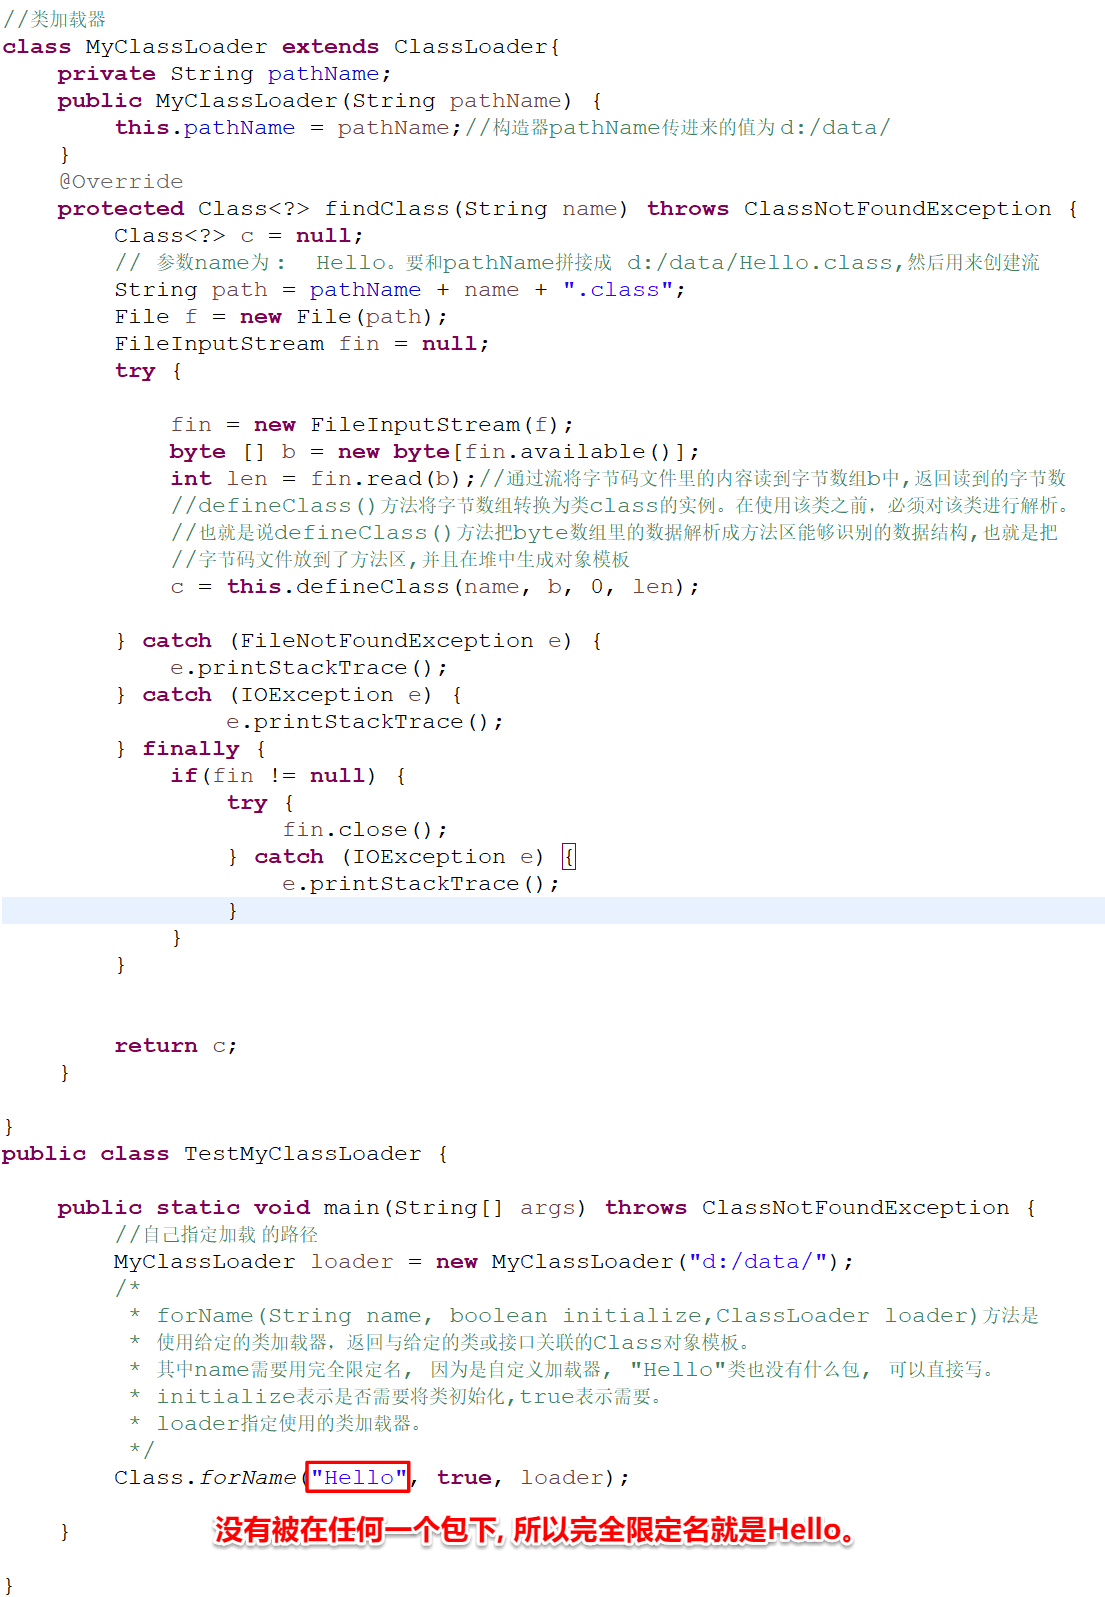 //类加载器
class MyClassLoader extends ClassLoader{
    private String pathName;
    public MyClassLoader(String pathName) {
        this.pathName = pathName;//构造器pathName传进来的值为 d:/data/
    }
    @Override
    protected Class<?> findClass(String name) throws ClassNotFoundException {
        Class<?> c = null;
        // 参数name为 :  Hello。要和pathName拼接成 d:/data/Hello.class,然后用来创建流
        String path = pathName + name + ".class";
        File f = new File(path);
        FileInputStream fin = null;
        try {
            fin = new FileInputStream(f);
            byte [] b = new byte[fin.available()];
            int len = fin.read(b);//通过流将字节码文件里的内容读到字节数组b中,返回读到的字节数
            //defineClass()方法将字节数组转换为类class的实例。在使用该类之前，必须对该类进行解析。
            //也就是说defineClass()方法把byte数组里的数据解析成方法区能够识别的数据结构,也就是把
            //字节码文件放到了方法区,并且在堆中生成对象模板
            c = this.defineClass(name, b, 0, len);
        } catch (FileNotFoundException e) {
            e.printStackTrace();
        } catch (IOException e) {
                e.printStackTrace();
        } finally {
            if(fin != null) {
                try {
                    fin.close();
                } catch (IOException e) {
                    e.printStackTrace();
                }
            }
        }
        return c;
    }
}
public class TestMyClassLoader {
    public static void main(String[] args) throws ClassNotFoundException {
        //自己指定加载 的路径
        MyClassLoader loader = new MyClassLoader("d:/data/");
        /*
         * forName(String name, boolean initialize,ClassLoader loader)方法是
         * 使用给定的类加载器，返回与给定的类或接口关联的Class对象模板。
         * 其中name需要用完全限定名, 因为是自定义加载器, "Hello"类也没有什么包, 可以直接写。
         * initialize表示是否需要将类初始化,true表示需要。
         * loader指定使用的类加载器。
         */
        Class.forName("Hello", true, loader);
没有被在任何一个包下, 所以完全限定名就是Hello。
    }
}